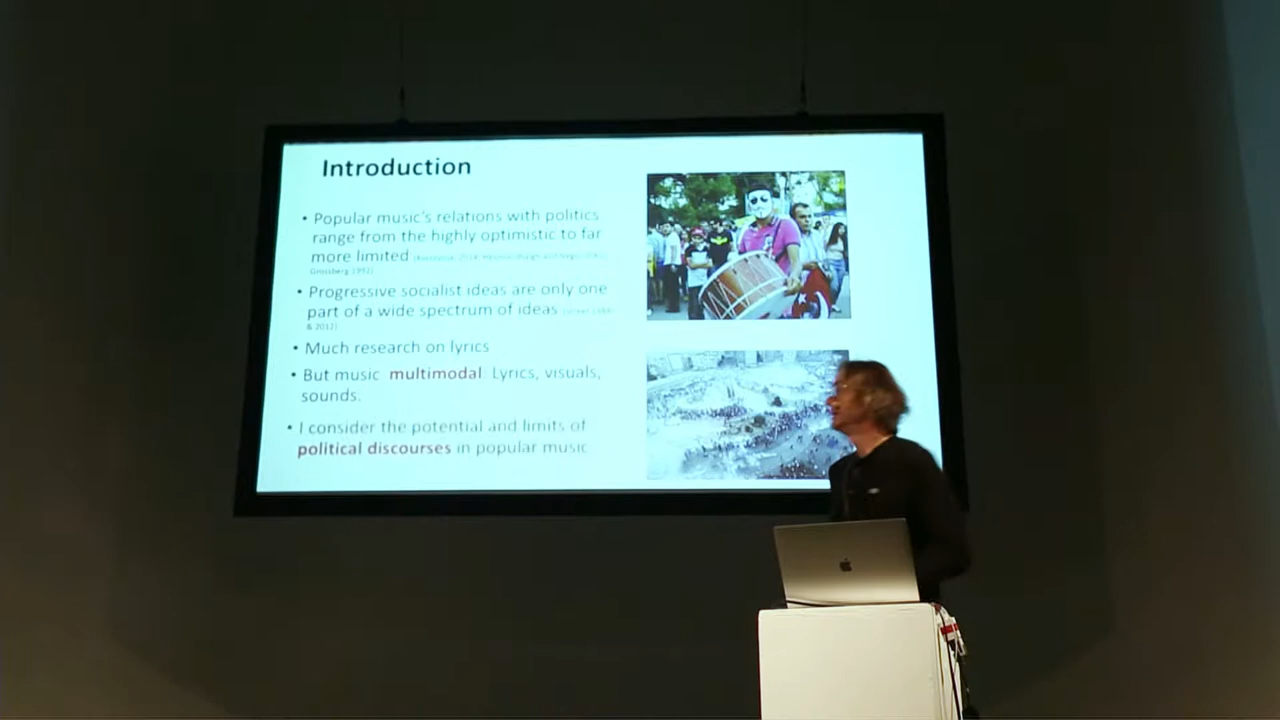 Introduction
• Popular music's relations with politics
range from the highly optimistic to far
more limited
Grossberg 1992)
• Progressive socialist ideas are only one
part of a wide spectrum of ideas
& 2012)
• Much research on lyrics
• But music multimodal. Lyrics, visuals,
sounds.
• I consider the potential and limits of
political discourses in popular music